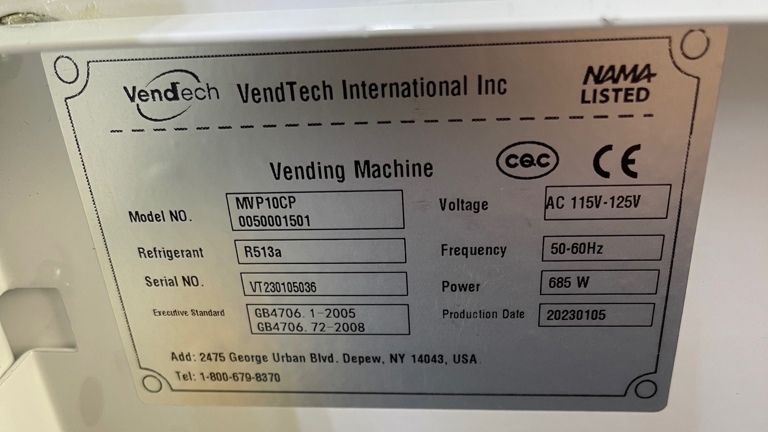 VendTech VendTech International Inc NAMA LISTED
Vending Machine CQC CE
Model NO. MVP10CP 0050001501 Voltage AC 115V-125V
Refrigerant R513a Frequency 50-60Hz
Serial NO. VT230105036 Power 685 W
Executive Standard GB4706. 1-2005 GB4706. 72-2008 Production Date 20230105
Add: 2475 George Urban Blvd. Depew, NY 14043, USA
Tel: 1-800-679-8370